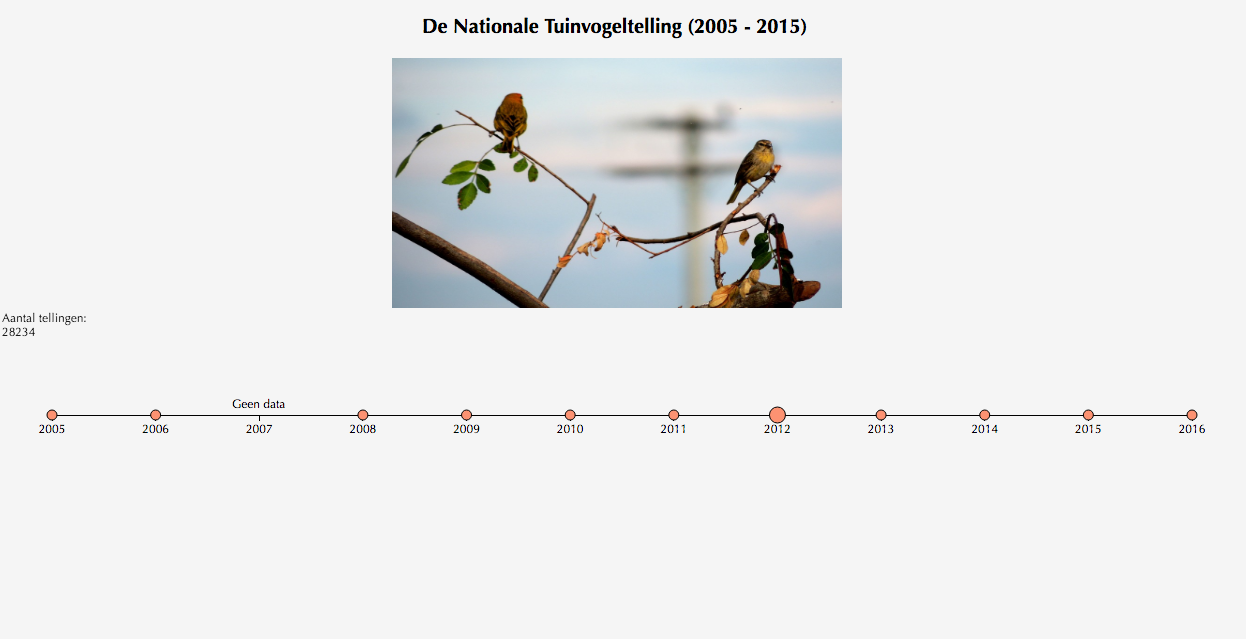 De Nationale Tuinvogeltelling (2005 - 2015)
Aantal tellingen:
28234
Geen data
2005 2006 2007 2008 2009 2010 2011 2012 2013 2014 2015 2016